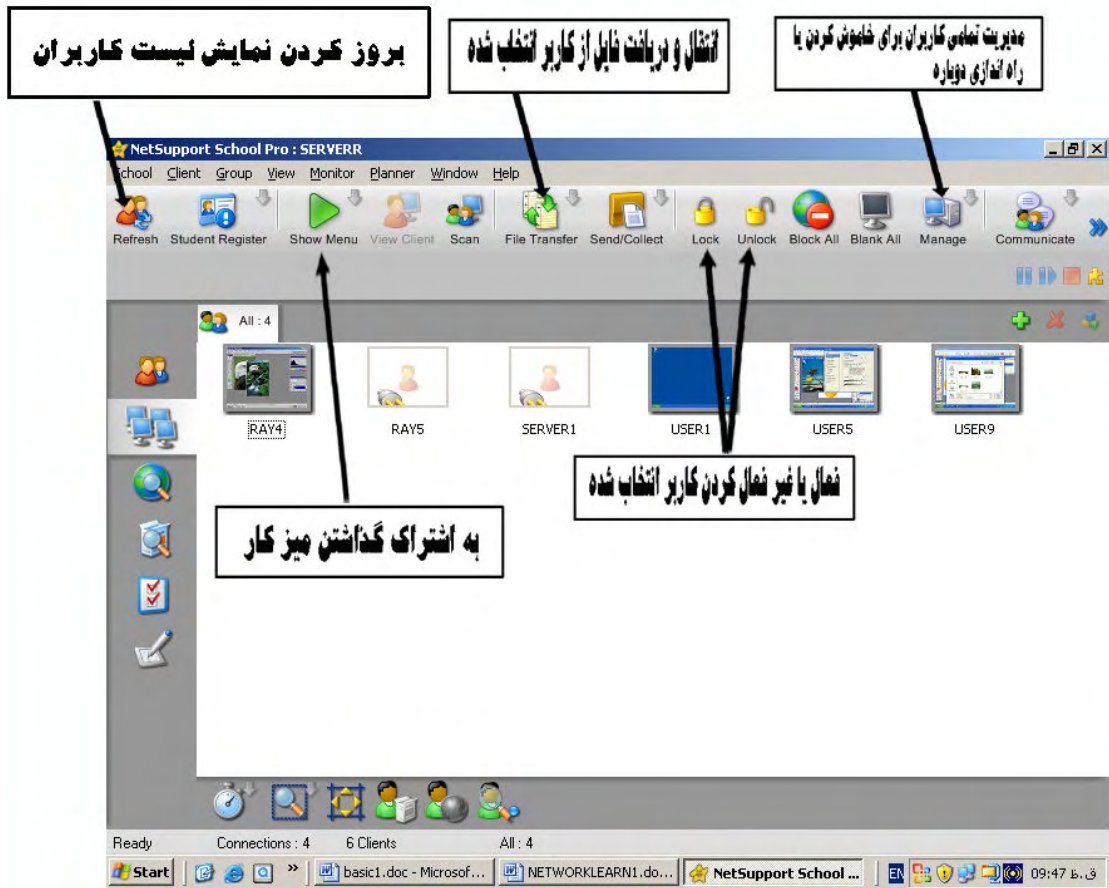 بروز کردن نمایش لیست کاربران
انتقال و دریافت فایل از کاربر انتخاب شده
مدیریت تمامی کاربران برای خاموش کردن یا
راه اندازی دوباره
NetSupport School Pro : SERVERR
School Client Group View Monitor Planner Window Help
Refresh Student Register Show Menu View Client Scan File Transfer Send/Collect Lock Unlock Block All Blank All Manage Communicate
All : 4
RAY4 RAY5 SERVER1 USER1 USER5 USER9
فعال یا غیر فعال کردن کاربر انتخاب شده
به اشتراک گذاشتن میز کار
Ready Connections : 4 6 Clients All : 4
Start basic1.doc - Microsof... NETWORKLEARN1.do... NetSupport School ... EN 09:47 ق.ظ